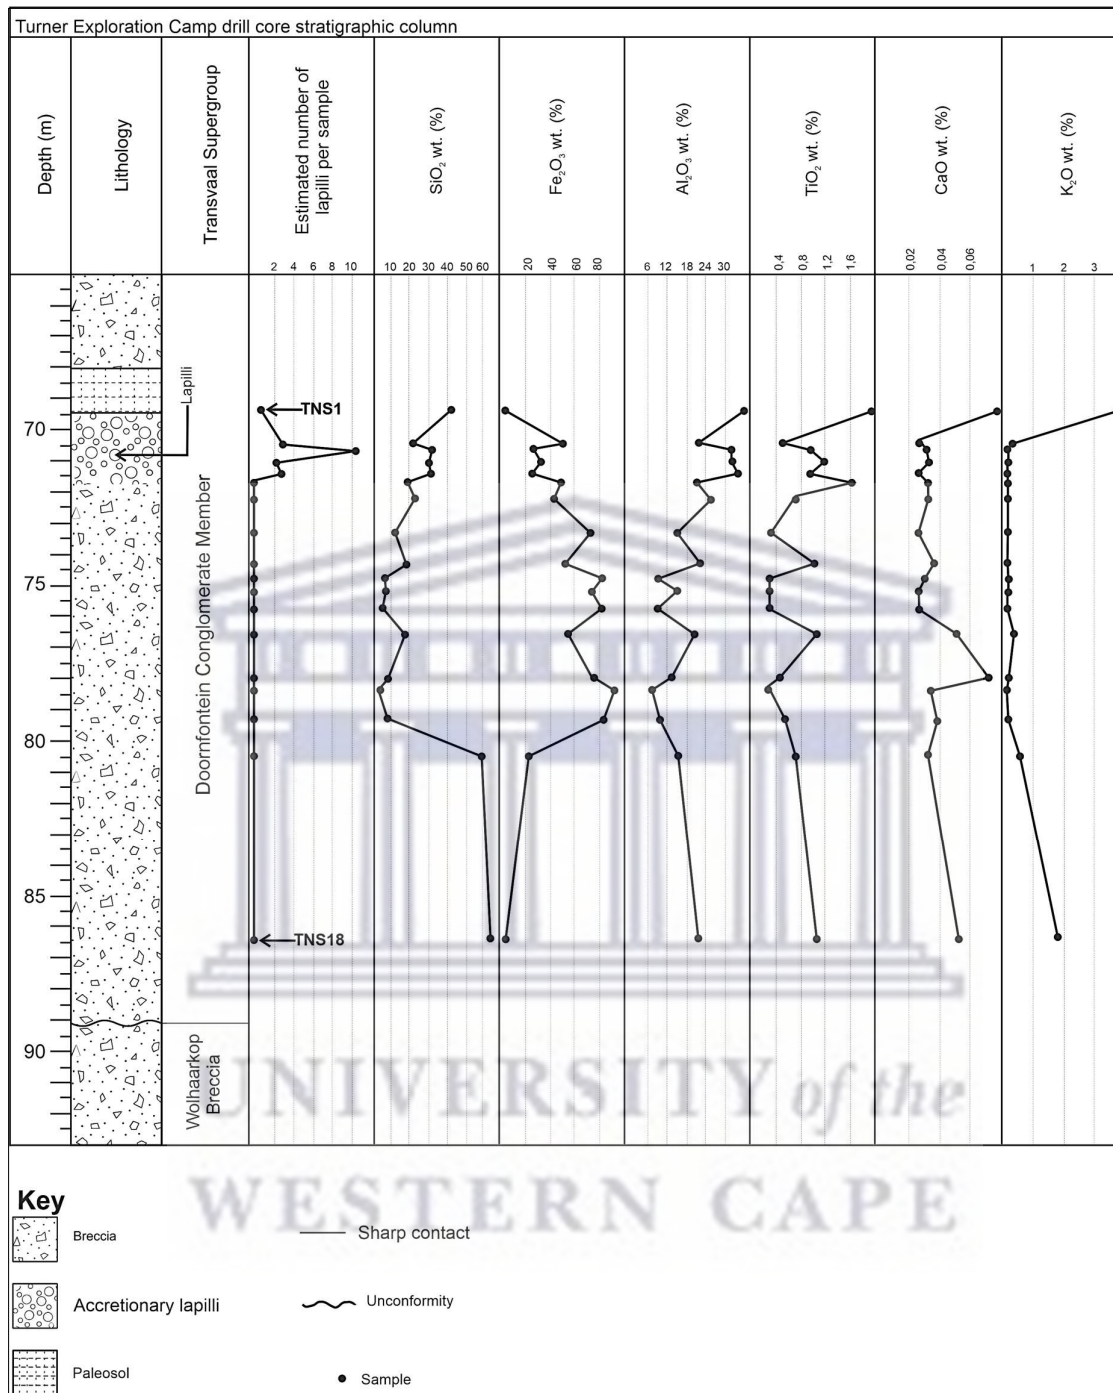 Turner Exploration Camp drill core stratigraphic column
Depth (m)
Lithology
Transvaal Supergroup
Estimated number of
lapilli per sample
SiO₂ wt. (%)
Fe₂O₃ wt. (%)
Al₂O₃ wt. (%)
TiO₂ wt. (%)
CaO wt. (%)
K₂O wt. (%)
2 4 6 8 10
10 20 30 40 50 60
20 40 60 80
6 12 18 24 30
0,4 0,8 1,2 1,6
0,02 0,04 0,06
1 2 3
70
75
80
85
90
Lapilli
Doornfontein Conglomerate Member
Wolhaarkop
Breccia
TNS1
TNS18
UNIVERSITY of the
WESTERN CAPE
Key
Breccia
Sharp contact
Accretionary lapilli
Unconformity
Paleosol
Sample